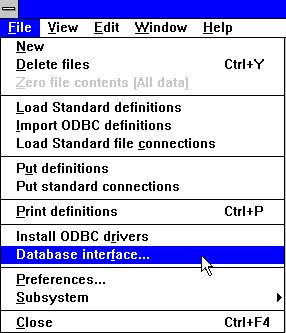 File View Edit Window Help
New
Delete files Ctrl+Y
Zero file contents (All data)
Load Standard definitions
Import ODBC definitions
Load Standard file connections
Put definitions
Put standard connections
Print definitions Ctrl+P
Install ODBC drivers
Database interface...
Preferences...
Subsystem
Close Ctrl+F4